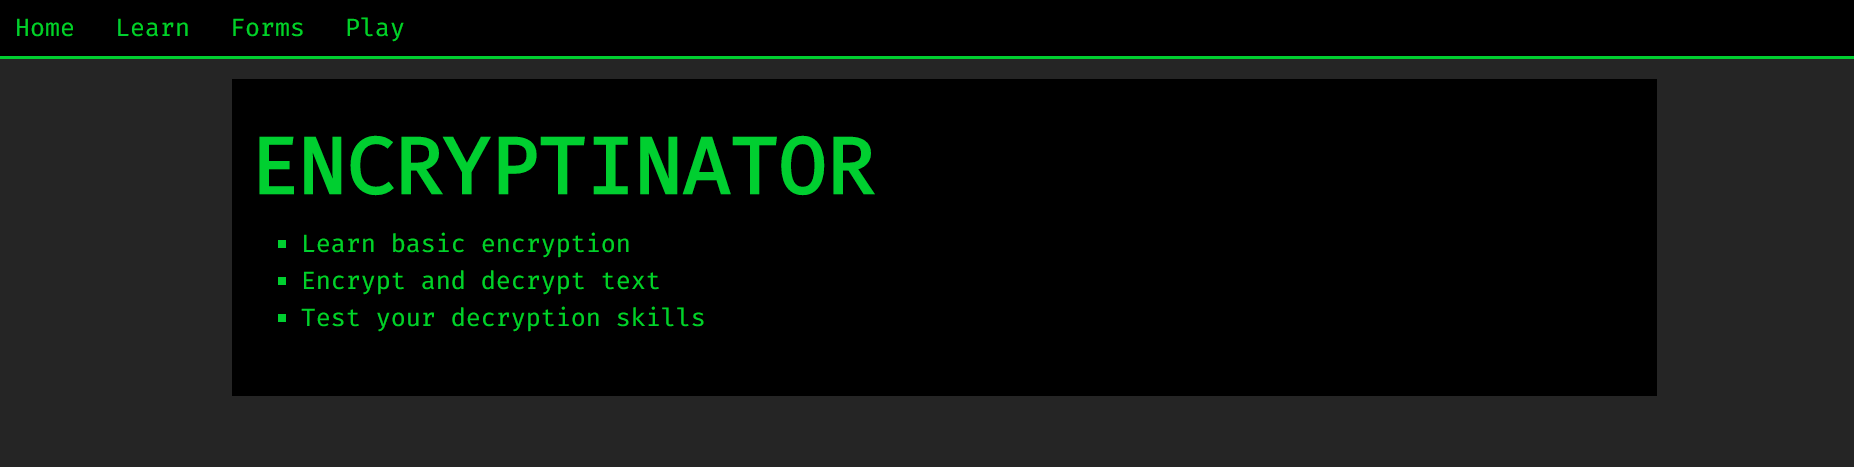 Home Learn Forms Play
ENCRYPTINATOR
Learn basic encryption
Encrypt and decrypt text
Test your decryption skills